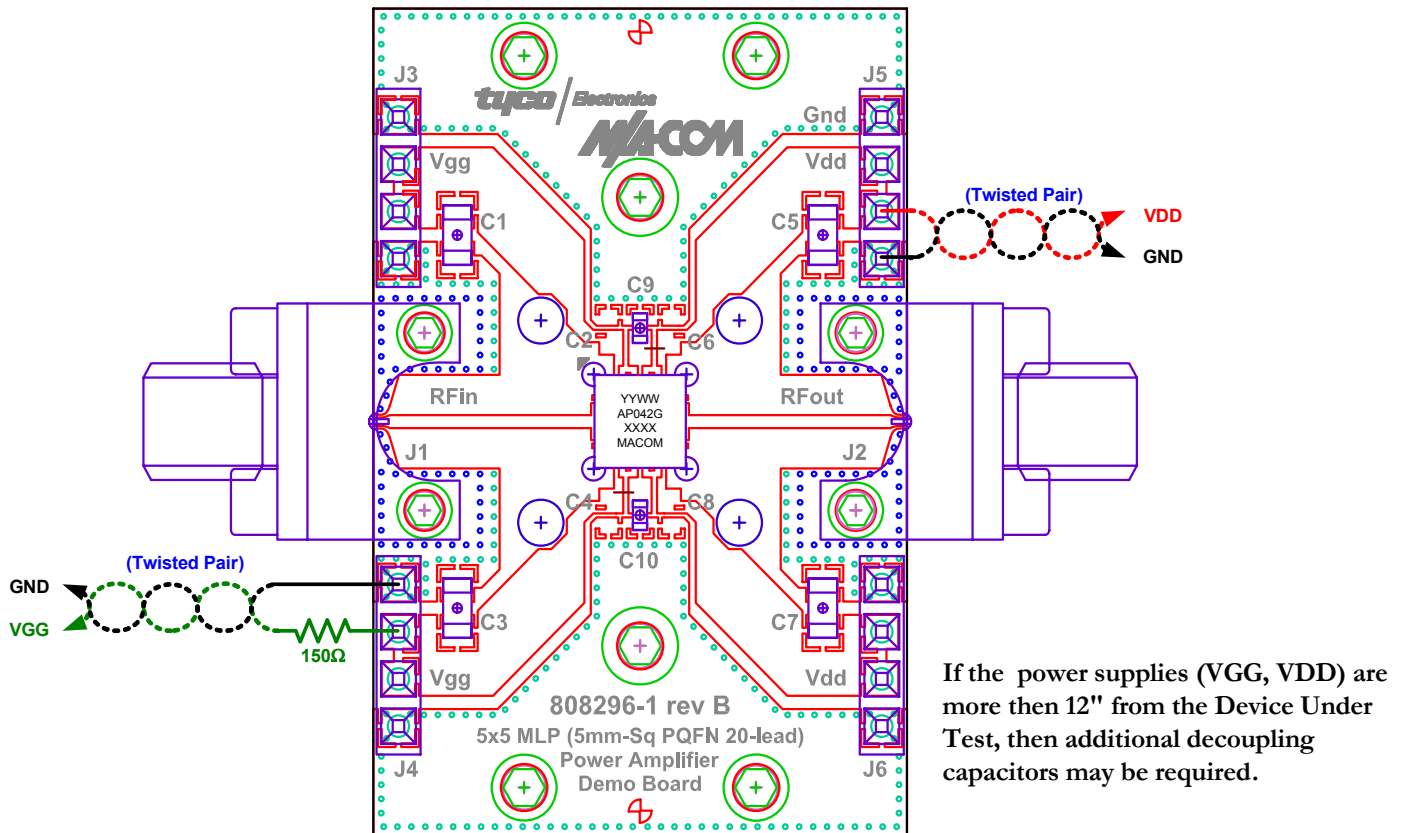 J3
J5
tyco / Electronics
M/A-COM
Gnd
Vgg
Vdd
(Twisted Pair)
C1
C5
VDD
GND
C9
C2
C6
RFin
RFout
YYWW
AP042G
XXXX
MACOM
J1
J2
C4
C8
C10
(Twisted Pair)
GND
VGG
150Ω
C3
C7
Vgg
Vdd
808296-1 rev B
5x5 MLP (5mm-Sq PQFN 20-lead)
Power Amplifier
Demo Board
J4
J6
If the power supplies (VGG, VDD) are
more then 12" from the Device Under
Test, then additional decoupling
capacitors may be required.